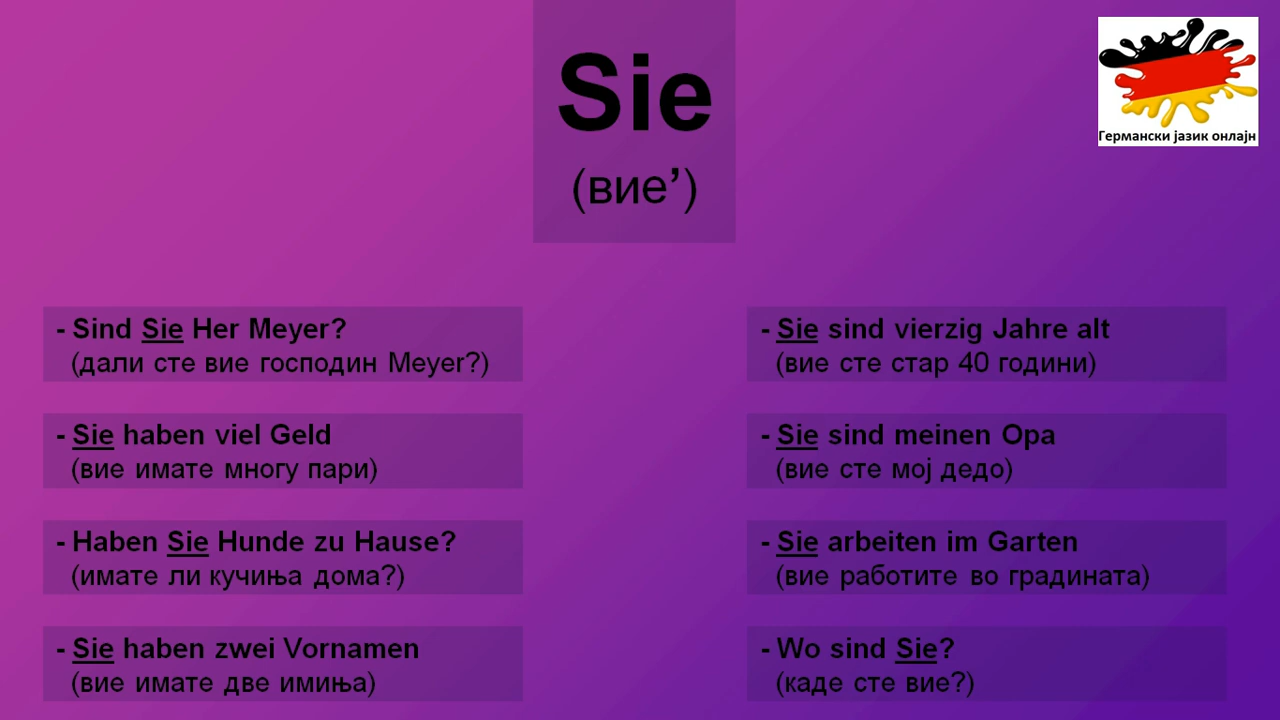 Sie
(вие’)
Германски јазик онлајн
- Sind Sie Her Meyer?
(дали сте вие господин Meyer?)
- Sie haben viel Geld
(вие имате многу пари)
- Haben Sie Hunde zu Hause?
(имате ли кучиња дома?)
- Sie haben zwei Vornamen
(вие имате две имиња)
- Sie sind vierzig Jahre alt
(вие сте стар 40 години)
- Sie sind meinen Opa
(вие сте мој дедо)
- Sie arbeiten im Garten
(вие работите во градината)
- Wo sind Sie?
(каде сте вие?)